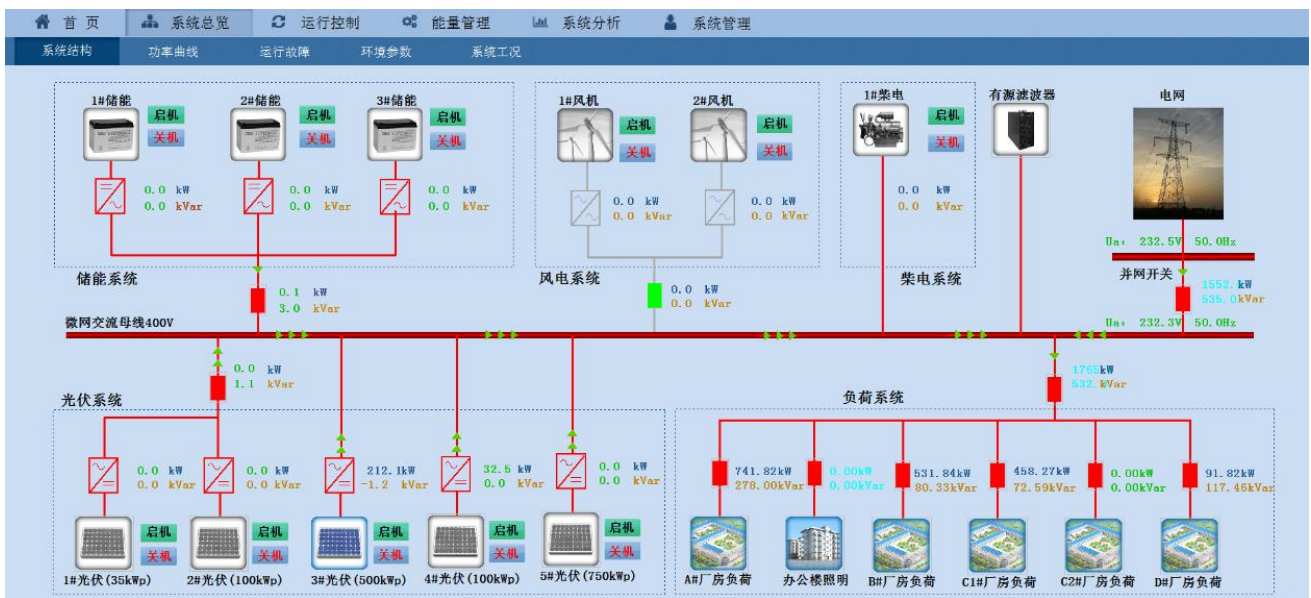 首 页 系统总览 运行控制 能量管理 系统分析 系统管理
系统结构 功率曲线 运行故障 环境参数 系统工况
1#储能 2#储能 3#储能 1#风机 2#风机 1#柴电 有源滤波器 电网
启机 启机 启机 启机 启机 启机
关机 关机 关机 关机 关机 关机
0.0 kW 0.0 kW 0.0 kW 0.0 kW 0.0 kW 0.0 kW
0.0 kVar 0.0 kVar 0.0 kVar 0.0 kVar 0.0 kVar 0.0 kVar
Ua: 232.5V 50.0Hz
储能系统 风电系统 柴电系统 并网开关
0.1 kW 0.0 kW 1552. kW
3.0 kVar 0.0 kVar 535.0kVar
微网交流母线400V Ua: 232.3V 50.0Hz
0.0 kW 1765kW
1.1 kVar 532. kVar
光伏系统 负荷系统
0.0 kW 0.0 kW 212.1kW 32.5 kW 0.0 kW 741.82kW 0.00kW 531.84kW 458.27kW 0.00kW 91.82kW
0.0 kVar 0.0 kVar -1.2 kVar 0.0 kVar 0.0 kVar 278.00kVar 0.00kVar 80.33kVar 72.59kVar 0.00kVar 117.46kVar
启机 启机 启机 启机 启机
关机 关机 关机 关机 关机
1#光伏(35kWp) 2#光伏(100kWp) 3#光伏(500kWp) 4#光伏(100kWp) 5#光伏(750kWp) A#厂房负荷 办公楼照明 B#厂房负荷 C1#厂房负荷 C2#厂房负荷 D#厂房负荷